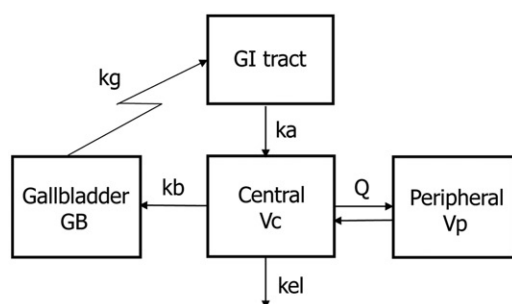 GI tract
kg
ka
Gallbladder
GB
kb
Central
Vc
Q
Peripheral
Vp
kel